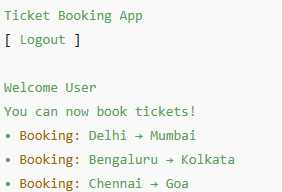 Ticket Booking App
[ Logout ]
Welcome User
You can now book tickets!
• Booking: Delhi → Mumbai
• Booking: Bengaluru → Kolkata
• Booking: Chennai → Goa